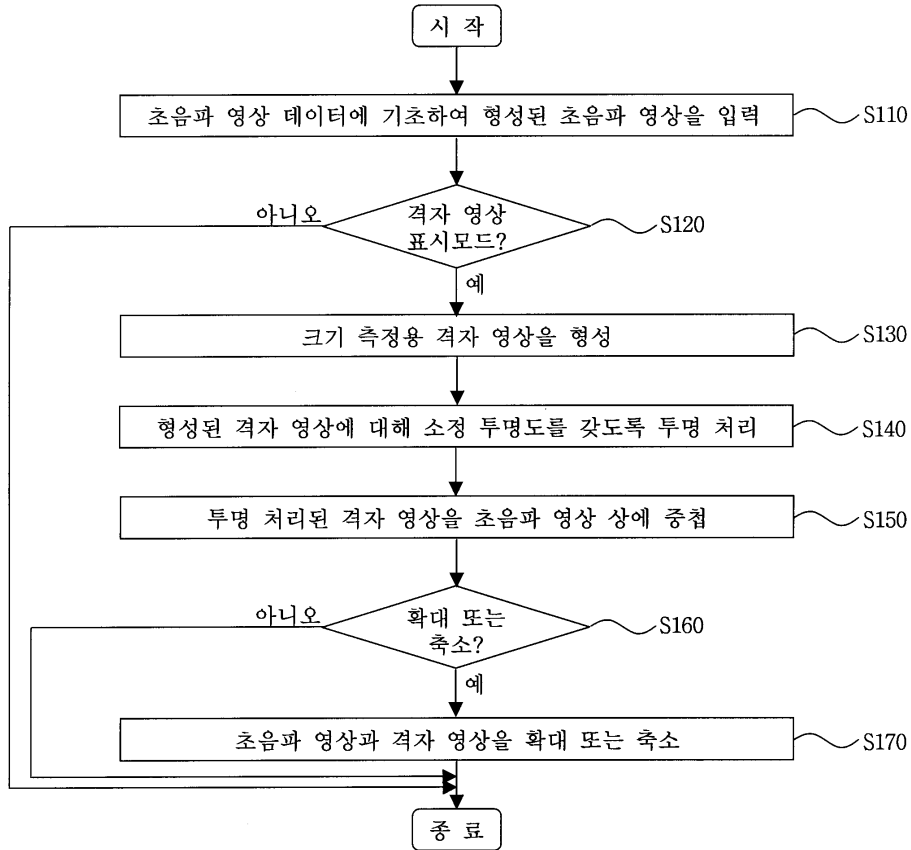 시 작
초음파 영상 데이터에 기초하여 형성된 초음파 영상을 입력
S110
아니오
격자 영상
표시모드?
S120
예
크기 측정용 격자 영상을 형성
S130
형성된 격자 영상에 대해 소정 투명도를 갖도록 투명 처리
S140
투명 처리된 격자 영상을 초음파 영상 상에 중첩
S150
아니오
확대 또는
축소?
S160
예
초음파 영상과 격자 영상을 확대 또는 축소
S170
종 료